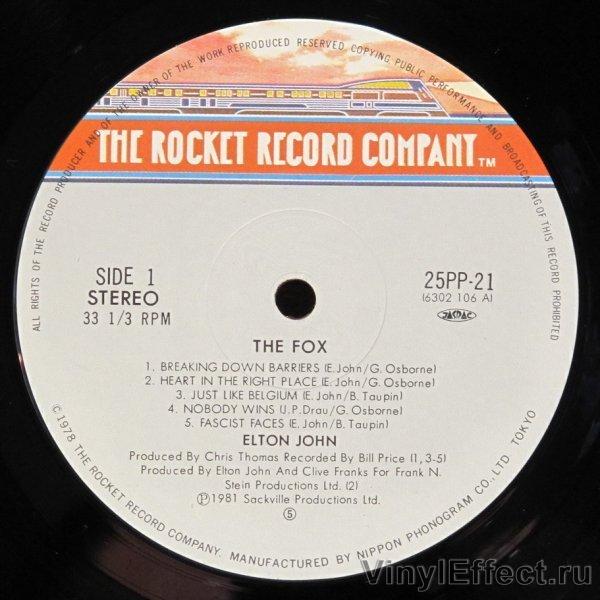 ALL RIGHTS OF THE RECORD PRODUCER AND OF THE OWNER OF THE WORK REPRODUCED RESERVED COPYING PUBLIC PERFORMANCE AND BROADCASTING OF THIS RECORD PROHIBITED
THE ROCKET RECORD COMPANY TM
SIDE 1
STEREO
33 1/3 RPM
25PP-21
(6302 106 A)
JASRAC
THE FOX
1. BREAKING DOWN BARRIERS (E. John/G. Osborne)
2. HEART IN THE RIGHT PLACE (E. John/G. Osborne)
3. JUST LIKE BELGIUM (E. John/B. Taupin)
4. NOBODY WINS (J.P. Drau/G. Osborne)
5. FASCIST FACES (E. John/B. Taupin)
ELTON JOHN
Produced By Chris Thomas Recorded By Bill Price (1, 3-5)
Produced By Elton John And Clive Franks For Frank N.
Stein Productions Ltd. (2)
Ⓟ1981 Sackville Productions Ltd.
⑤
©1978 THE ROCKET RECORD COMPANY. MANUFACTURED BY NIPPON PHONOGRAM CO., LTD TOKYO
VinylEffect.ru